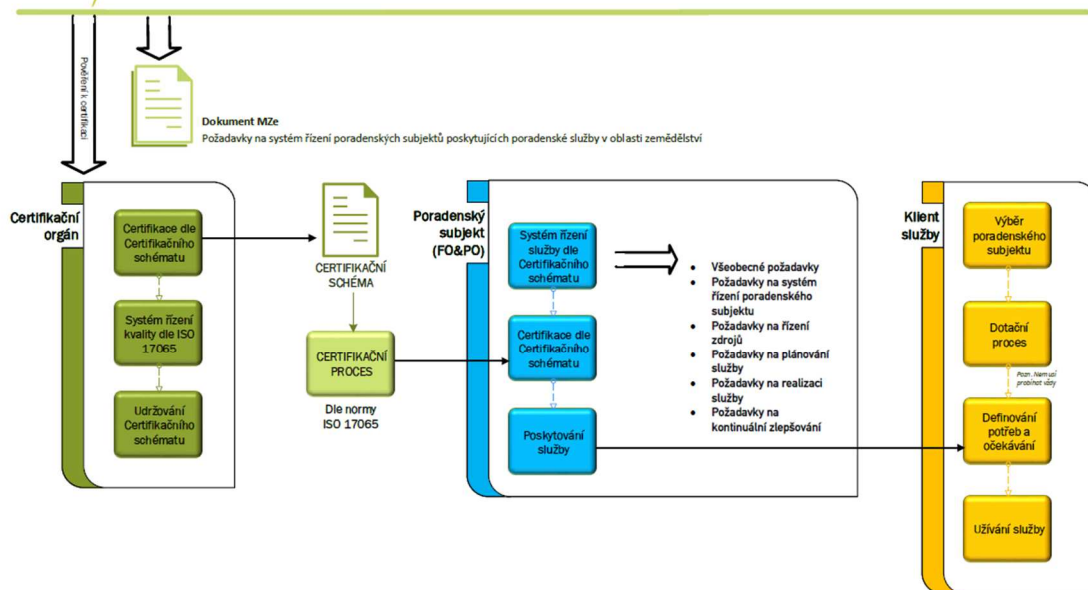 Pověření k certifikaci
Dokument MZe
Požadavky na systém řízení poradenských subjektů poskytujících poradenské služby v oblasti zemědělství
Certifikační
orgán
Certifikace dle
Certifikačního
schématu
Systém řízení
kvality dle ISO
17065
Udržování
Certifikačního
schématu
CERTIFIKAČNÍ
SCHÉMA
CERTIFIKAČNÍ
PROCES
Dle normy
ISO 17065
Poradenský
subjekt
(FO&PO)
Systém řízení
služby dle
Certifikačního
schématu
Certifikace dle
Certifikačního
schématu
Poskytování
služby
• Všeobecné požadavky
• Požadavky na systém
řízení poradenského
subjektu
• Požadavky na řízení
zdrojů
• Požadavky na plánování
služby
• Požadavky na realizaci
služby
• Požadavky na
kontinuální zlepšování
Klient
služby
Výběr
poradenského
subjektu
Dotační
proces
Pozn. Nemusí
probínat vždy
Definování
potřeb a
očekávání
Užívání služby